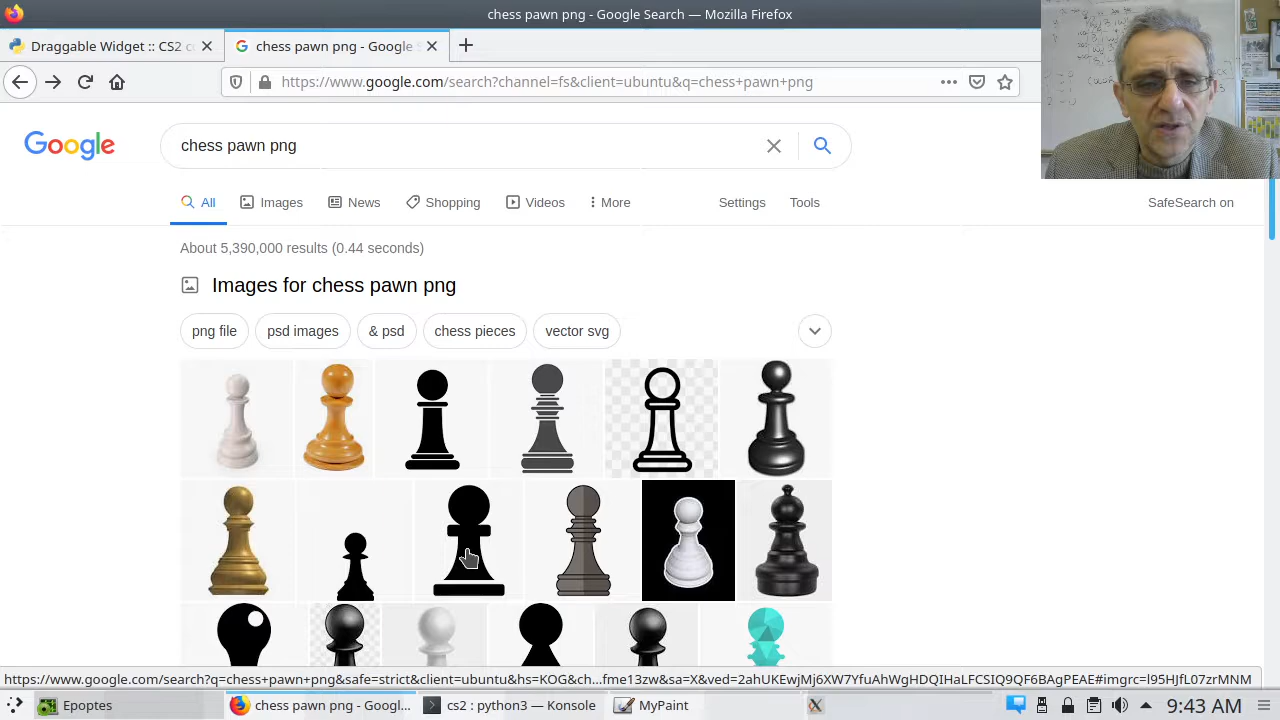 chess pawn png - Google Search — Mozilla Firefox
Draggable Widget :: CS2 c
chess pawn png - Google S
https://www.google.com/search?channel=fs&client=ubuntu&q=chess+pawn+png
Google
chess pawn png
All Images News Shopping Videos More Settings Tools SafeSearch on
About 5,390,000 results (0.44 seconds)
Images for chess pawn png
png file psd images & psd chess pieces vector svg
https://www.google.com/search?q=chess+pawn+png&safe=strict&client=ubuntu&hs=KOG&ch...fme13zw&sa=X&ved=2ahUKEwjMj6XW7YfuAhWgHDQIHaLFCSIQ9QF6BAgPEAE#imgrc=l95HJfL07zrMNM
Epoptes chess pawn png - Googl... cs2 : python3 — Konsole MyPaint 9:43 AM